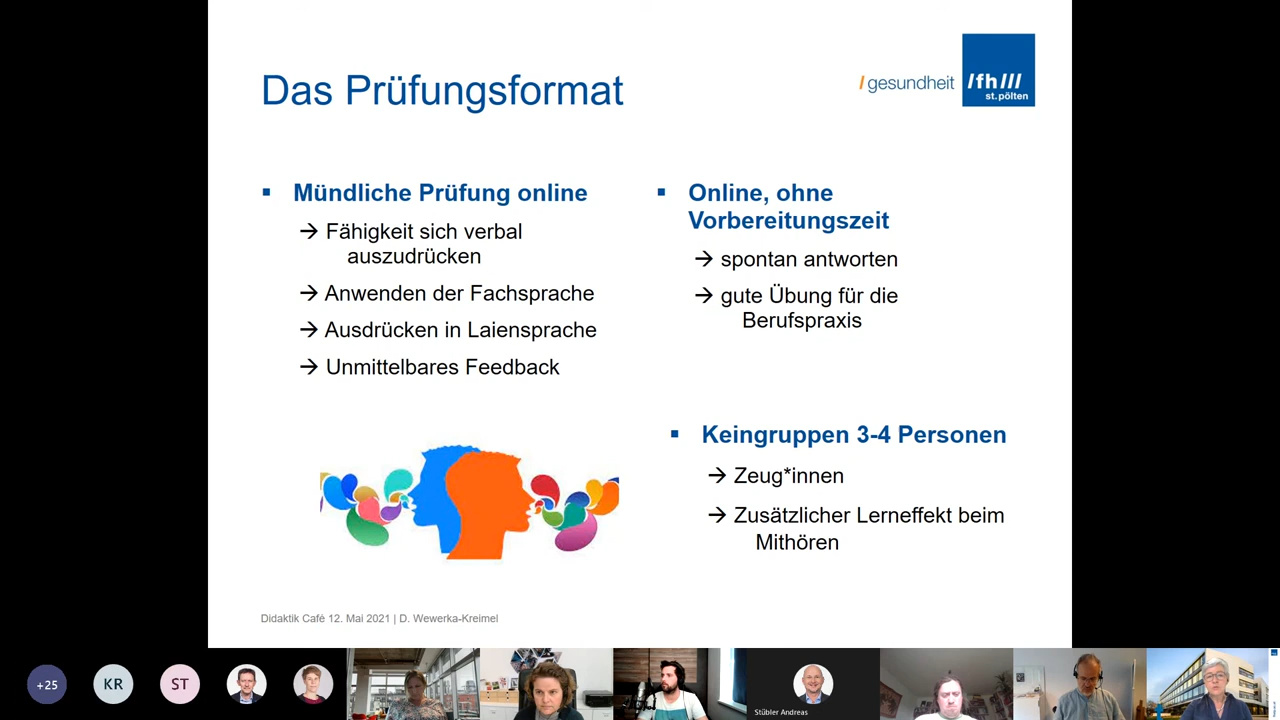 Das Prüfungsformat
/ gesundheit
/fh///
st.pölten
Mündliche Prüfung online
→ Fähigkeit sich verbal
auszudrücken
→ Anwenden der Fachsprache
→ Ausdrücken in Laiensprache
→ Unmittelbares Feedback
Online, ohne
Vorbereitungszeit
→ spontan antworten
→ gute Übung für die
Berufspraxis
Keingruppen 3-4 Personen
→ Zeug*innen
→ Zusätzlicher Lerneffekt beim
Mithören
Didaktik Café 12. Mai 2021 | D. Wewerka-Kreimel
+25
KR
ST
Stübler Andreas